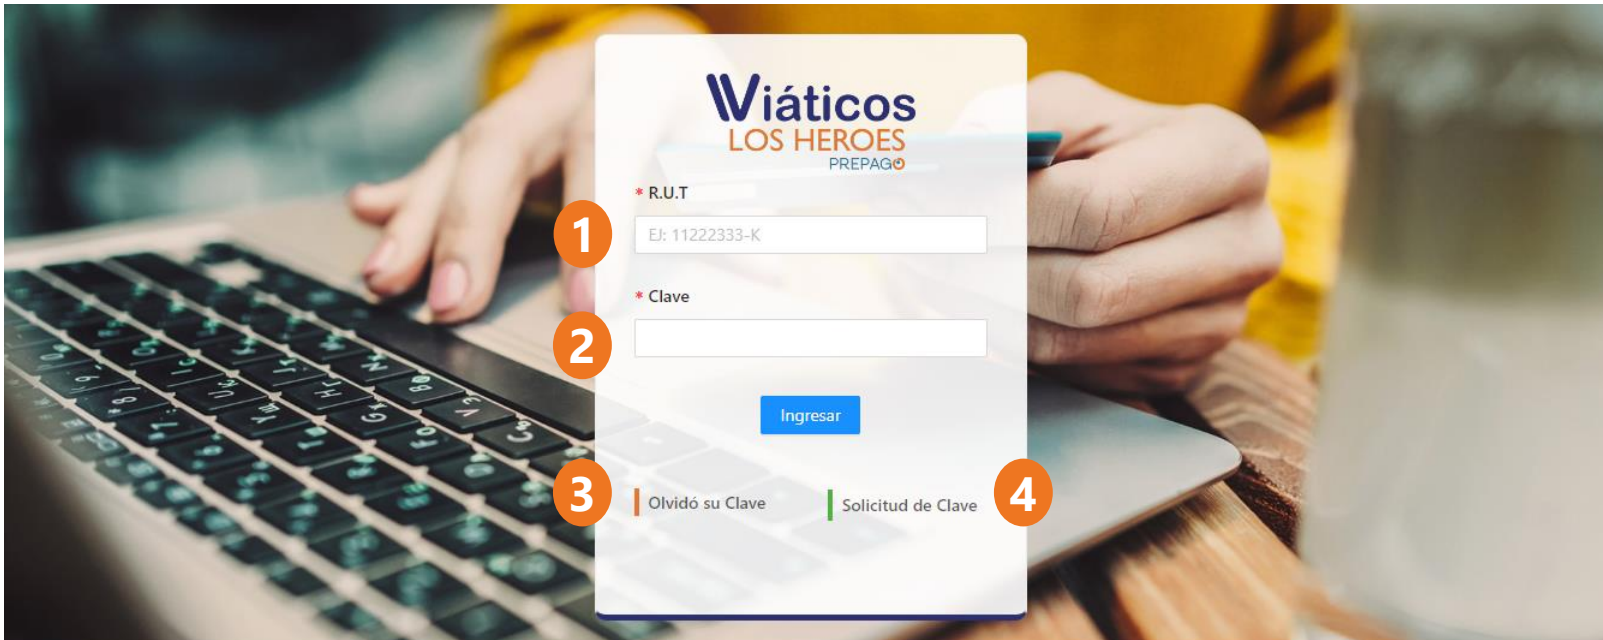 Viáticos
LOS HEROES
PREPAGO
* R.U.T
1
EJ: 11222333-K
* Clave
2
Ingresar
3
Olvidó su Clave
Solicitud de Clave
4